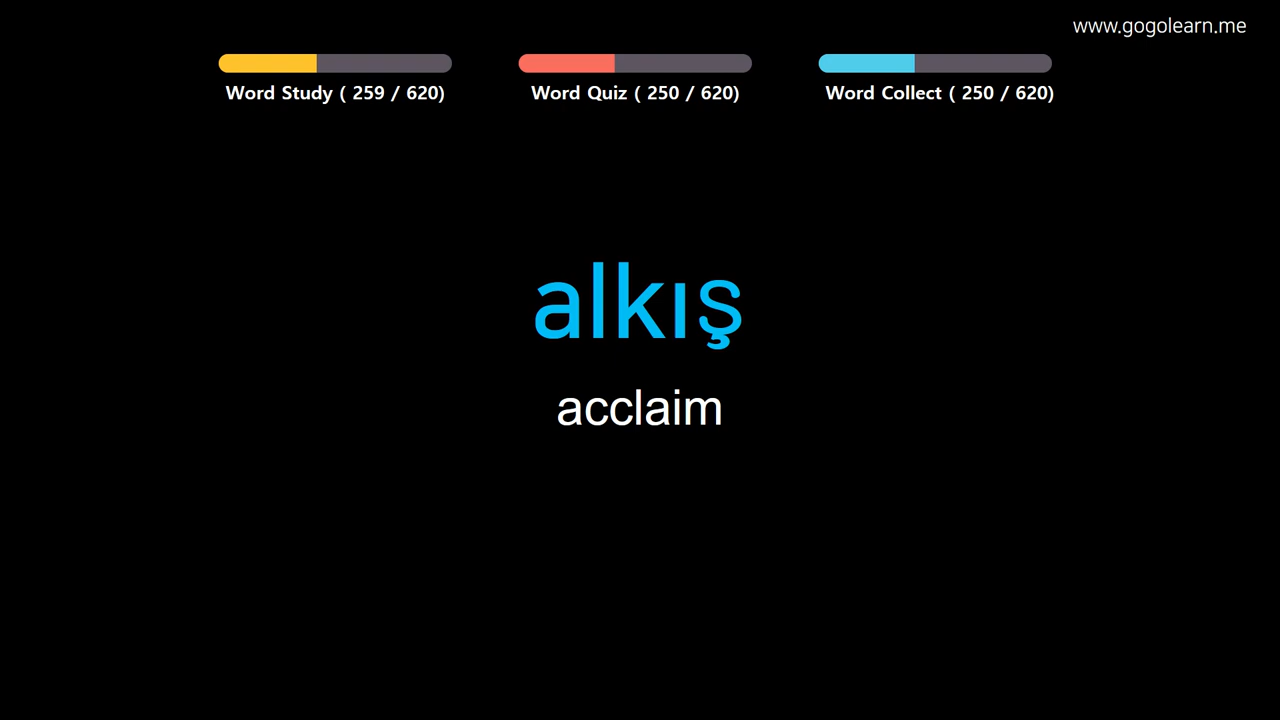 www.gogolearn.me
Word Study ( 259 / 620)
Word Quiz ( 250 / 620)
Word Collect ( 250 / 620)
alkış
acclaim